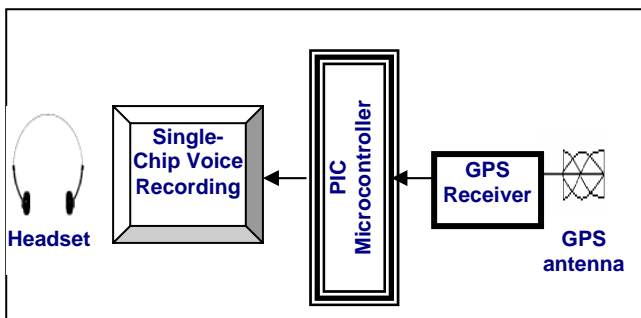 Headset
Single-
Chip Voice
Recording
PIC
Microcontroller
GPS
Receiver
GPS
antenna